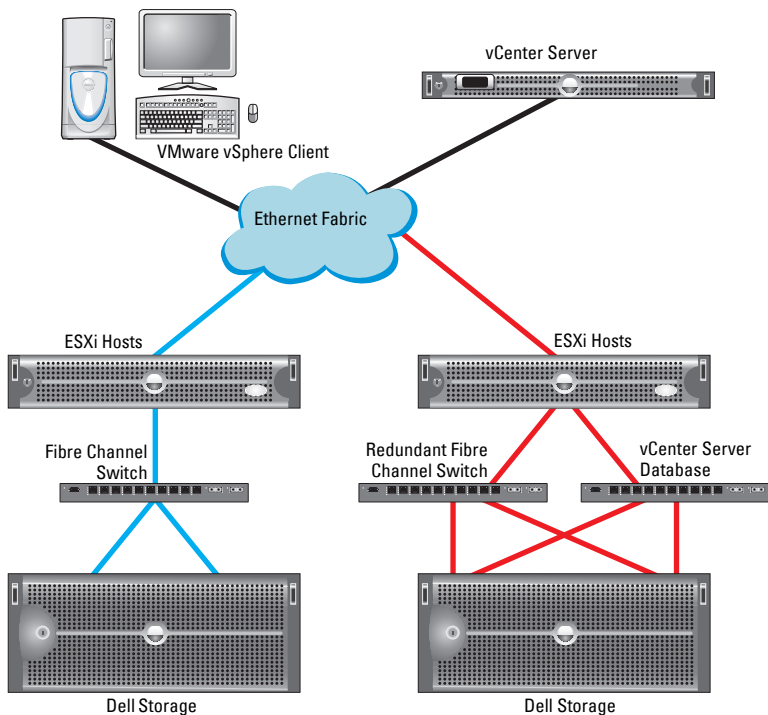 vCenter Server
VMware vSphere Client
Ethernet Fabric
ESXi Hosts
ESXi Hosts
Fibre Channel
Switch
Redundant Fibre
Channel Switch
vCenter Server
Database
Dell Storage
Dell Storage